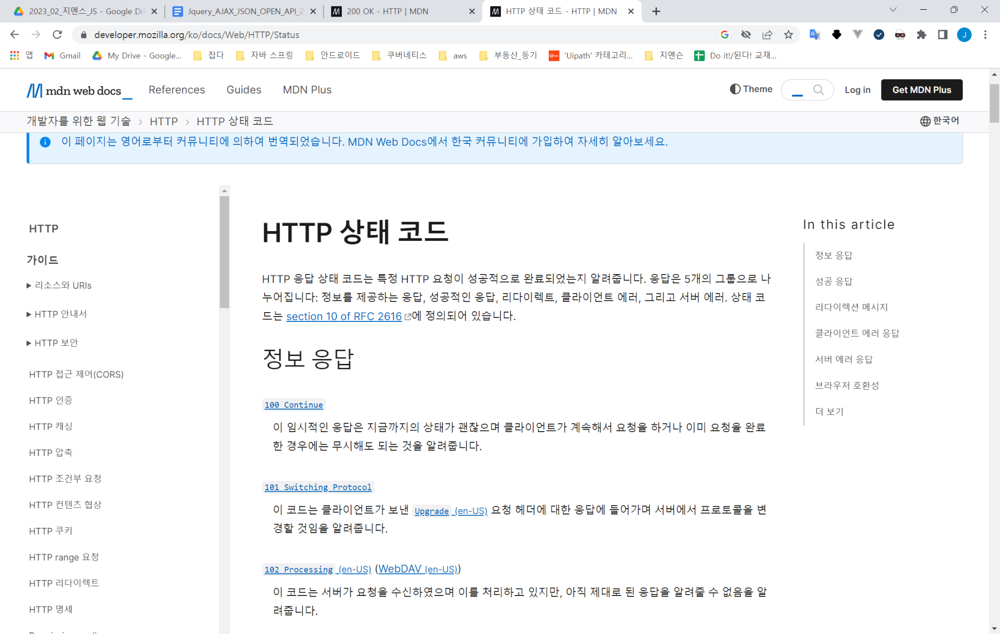 2023_02_지멘스_JS - Google Dri
Jquery_AJAX_JSON_OPEN_API_2
200 OK - HTTP | MDN
HTTP 상태 코드 - HTTP | MDN
developer.mozilla.org/ko/docs/Web/HTTP/Status
J
앱
Gmail
My Drive - Google...
잡다
자바 스프링
안드로이드
쿠버네티스
aws
부동산_등기
'Uipath' 카테고리...
지멘슨
Do it!/된다! 교재...
mdn web docs_
References
Guides
MDN Plus
Theme
Log in
Get MDN Plus
개발자를 위한 웹 기술 > HTTP > HTTP 상태 코드
한국어
이 페이지는 영어로부터 커뮤니티에 의하여 번역되었습니다. MDN Web Docs에서 한국 커뮤니티에 가입하여 자세히 알아보세요.
HTTP
가이드
리소스와 URIs
HTTP 안내서
HTTP 보안
HTTP 접근 제어(CORS)
HTTP 인증
HTTP 캐싱
HTTP 압축
HTTP 조건부 요청
HTTP 컨텐츠 협상
HTTP 쿠키
HTTP range 요청
HTTP 리다이렉트
HTTP 명세
HTTP 상태 코드
HTTP 응답 상태 코드는 특정 HTTP 요청이 성공적으로 완료되었는지 알려줍니다. 응답은 5개의 그룹으로 나
누어집니다: 정보를 제공하는 응답, 성공적인 응답, 리다이렉트, 클라이언트 에러, 그리고 서버 에러. 상태 코
드는 section 10 of RFC 2616에 정의되어 있습니다.
정보 응답
100 Continue
이 임시적인 응답은 지금까지의 상태가 괜찮으며 클라이언트가 계속해서 요청을 하거나 이미 요청을 완료
한 경우에는 무시해도 되는 것을 알려줍니다.
101 Switching Protocol
이 코드는 클라이언트가 보낸 Upgrade (en-US) 요청 헤더에 대한 응답에 들어가며 서버에서 프로토콜을 변
경할 것임을 알려줍니다.
102 Processing (en-US) (WebDAV (en-US))
이 코드는 서버가 요청을 수신하였으며 이를 처리하고 있지만, 아직 제대로 된 응답을 알려줄 수 없음을 알
려줍니다.
In this article
정보 응답
성공 응답
리다이렉션 메시지
클라이언트 에러 응답
서버 에러 응답
브라우저 호환성
더 보기